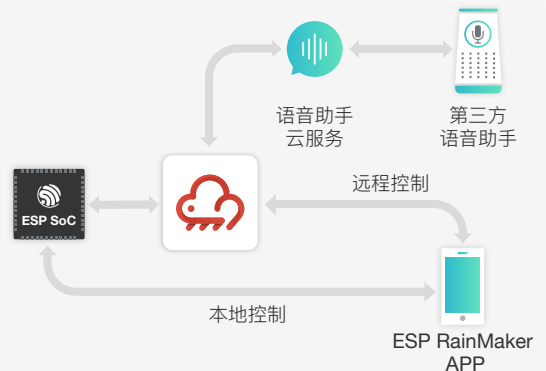 语音助手
云服务
第三方
语音助手
远程控制
ESP SoC
本地控制
ESP RainMaker
APP